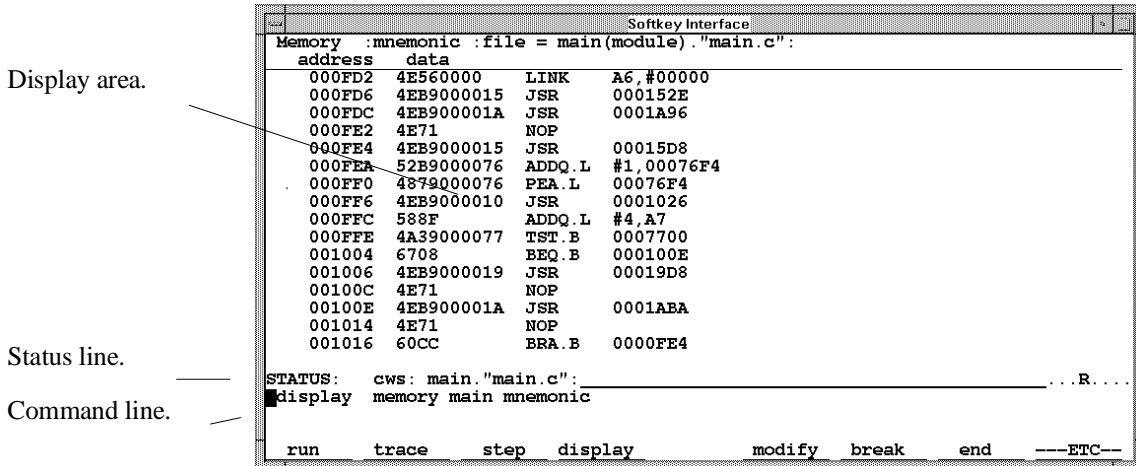 Softkey Interface
Memory :mnemonic :file = main(module)."main.c":
address data
Display area.
000FD2 4E560000 LINK A6,#00000
000FD6 4EB9000015 JSR 000152E
000FDC 4EB900001A JSR 0001A96
000FE2 4E71 NOP
000FE4 4EB9000015 JSR 00015D8
000FEA 52B9000076 ADDQ.L #1,00076F4
000FF0 4879000076 PEA.L 00076F4
000FF6 4EB9000010 JSR 0001026
000FFC 588F ADDQ.L #4,A7
000FFE 4A39000077 TST.B 0007700
001004 6708 BEQ.B 000100E
001006 4EB9000019 JSR 00019D8
00100C 4E71 NOP
00100E 4EB900001A JSR 0001ABA
001014 4E71 NOP
001016 60CC BRA.B 0000FE4
Status line.
STATUS: cws: main."main.c":...R....
Command line.
display memory main mnemonic
run trace step display modify break end ---ETC--